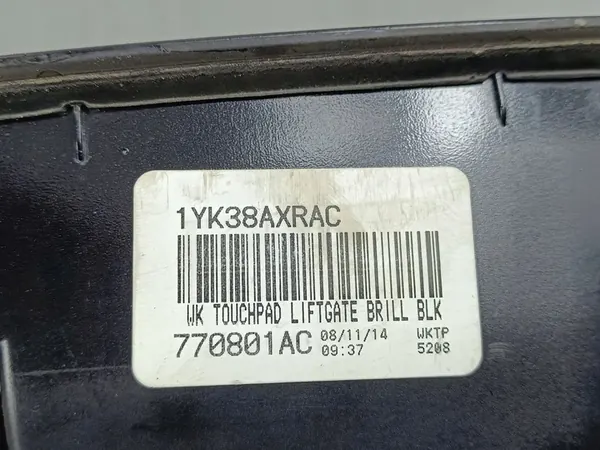 1YK38AXRAC
WK TOUCHPAD LIFTGATE BRILL BLK
770801AC 08/11/14 WKTP
09:37 5208